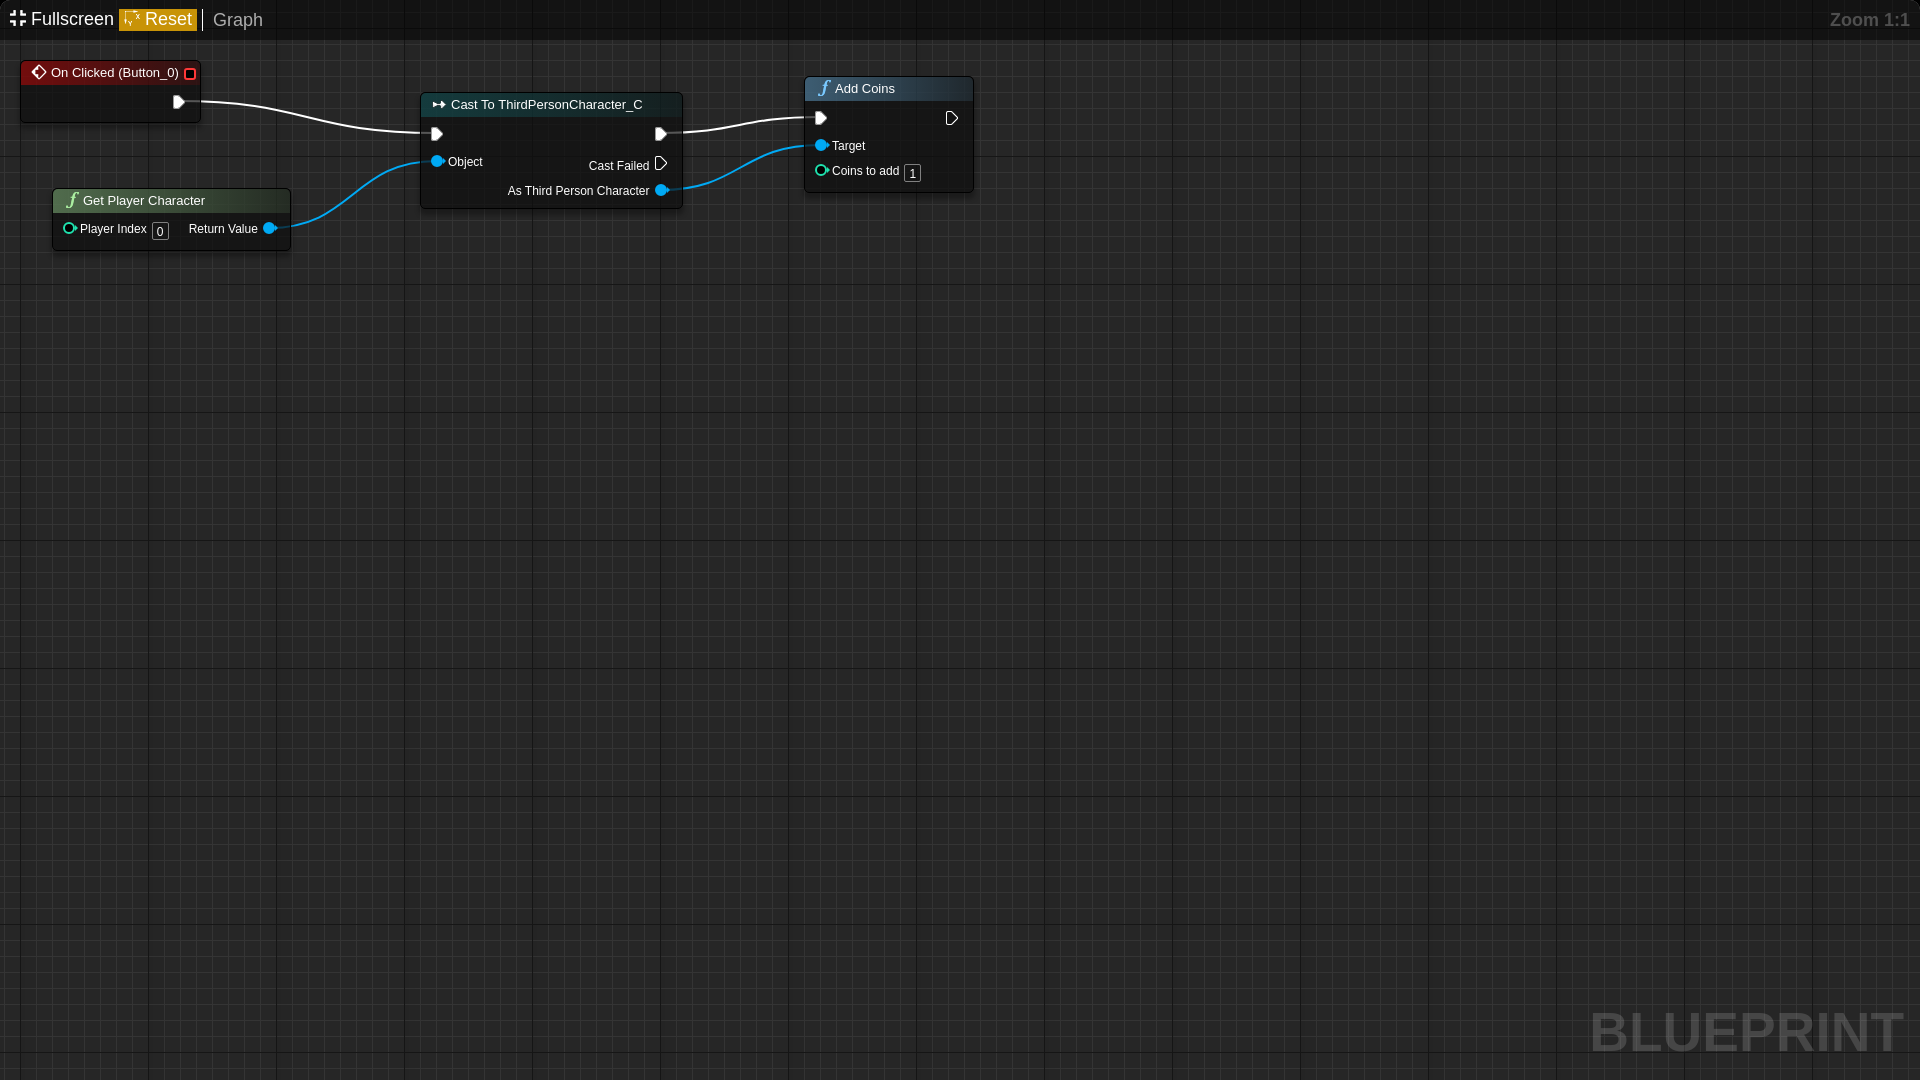 Fullscreen Reset Graph
Zoom 1:1
On Clicked (Button_0)
Get Player Character
Player Index 0 Return Value
Cast To ThirdPersonCharacter_C
Object
Cast Failed
As Third Person Character
Add Coins
Target
Coins to add 1
BLUEPRINT